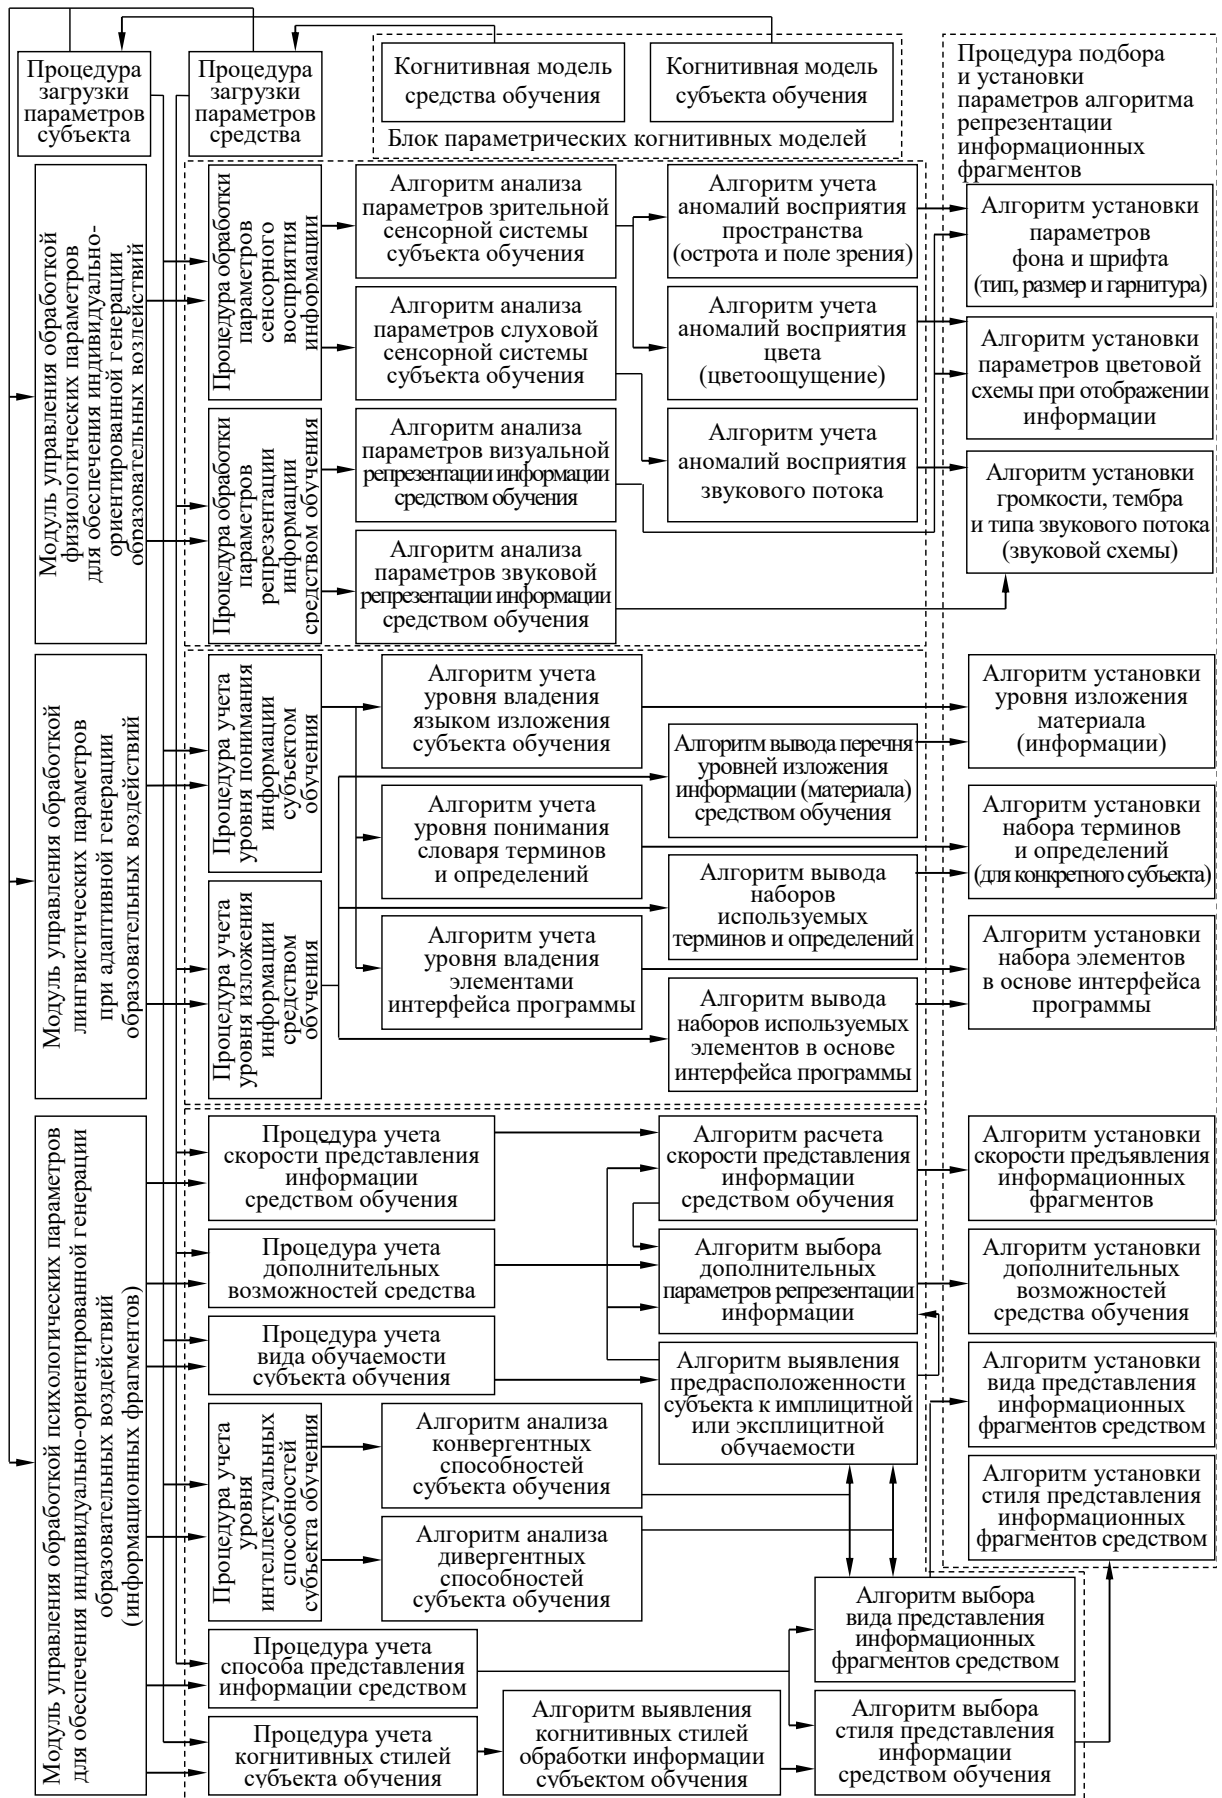 Процедура
загрузки
параметров
субъекта
Процедура
загрузки
параметров
средства
Когнитивная модель
средства обучения
Когнитивная модель
субъекта обучения
Блок параметрических когнитивных моделей
Процедура подбора
и установки
параметров алгоритма
репрезентации
информационных
фрагментов
Модуль управления обработкой
физиологических параметров
для обеспечения индивидуально-
ориентированной генерации
образовательных возлействий
Процедура обработки
параметров
сенсорного
восприятия
информации
Алгоритм анализа
параметров зрительной
сенсорной системы
субъекта обучения
Алгоритм учета
аномалий восприятия
пространства
(острота и поле зрения)
Алгоритм установки
параметров
фона и шрифта
(тип, размер и гарнитура)
Алгоритм анализа
параметров слуховой
сенсорной системы
субъекта обучения
Алгоритм учета
аномалий восприятия
цвета
(цветоощущение)
Алгоритм установки
параметров цветовой
схемы при отображении
информации
Процедура обработки
параметров
репрезентации
информации
средством обучения
Алгоритм анализа
параметров визуальной
репрезентации информации
средством обучения
Алгоритм учета
аномалий восприятия
звукового потока
Алгоритм установки
громкости, тембра
и типа звукового потока
(звуковой схемы)
Алгоритм анализа
параметров звуковой
репрезентации информации
средством обучения
Модуль управления обработкой
лингвистических параметров
при адаптивной генерации
образовательных воздействий
Процедура учета
уровня понимания
информации
субъектом
обучения
Алгоритм учета
уровня владения
языком изложения
субъекта обучения
Алгоритм установки
уровня изложения
материала
(информации)
Алгоритм вывода перечня
уровней изложения
информации (материала)
средством обучения
Алгоритм учета
уровня понимания
словаря терминов
и определений
Алгоритм установки
набора терминов
и определений
(для конкретного субъекта)
Процедура учета
уровня изложения
информации
средством
обучения
Алгоритм вывода
наборов
используемых
терминов и определений
Алгоритм учета
уровня владения
элементами
интерфейса программы
Алгоритм установки
набора элементов
в основе интерфейса
программы
Алгоритм вывода
наборов используемых
элементов в основе
интерфейса программы
Модуль управления обработкой психологических параметров
для обеспечения индивидуально-ориентированной генерации
образовательных воздействий
(информационных фрагментов)
Процедура учета
скорости представления
информации
средством обучения
Алгоритм расчета
скорости представления
информации
средством обучения
Алгоритм установки
скорости предъявления
информационных
фрагментов
Процедура учета
дополнительных
возможностей средства
Алгоритм выбора
дополнительных
параметров репрезентации
информации
Алгоритм установки
дополнительных
возможностей
средства обучения
Процедура учета
вида обучаемости
субъекта обучения
Алгоритм выявления
предрасположенности
субъекта к имплицитной
или эксплицитной
обучаемости
Алгоритм установки
вида представления
информационных
фрагментов средством
Процедура учета
уровня
интеллектуальных
способностей
субъекта обучения
Алгоритм анализа
конвергентных
способностей
субъекта обучения
Алгоритм установки
стиля представления
информационных
фрагментов средством
Алгоритм анализа
дивергентных
способностей
субъекта обучения
Алгоритм выбора
вида представления
информационных
фрагментов средством
Процедура учета
способа представления
информации средством
Процедура учета
когнитивных стилей
субъекта обучения
Алгоритм выявления
когнитивных стилей
обработки информации
субъектом обучения
Алгоритм выбора
стиля представления
информации
средством обучения